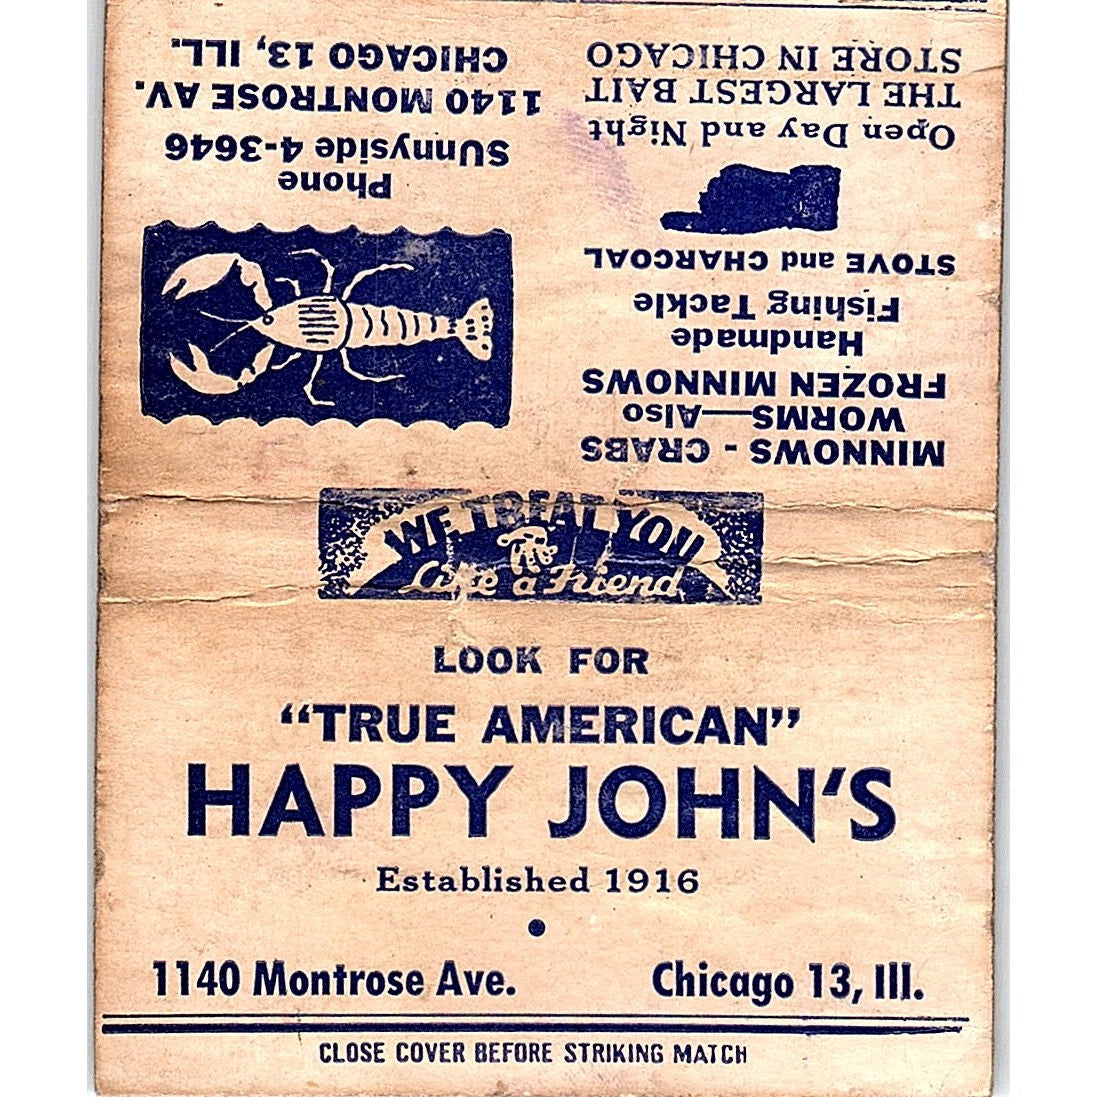 MINNOWS - CRABS
WORMS—Also
FROZEN MINNOWS
Handmade
Fishing Tackle
STOVE and CHARCOAL
Open Day and Night
THE LARGEST BAIT
STORE IN CHICAGO
Phone
SUnnyside 4-3646
1140 MONTROSE AV.
CHICAGO 13, ILL.
WE TREAT YOU
Like a Friend
LOOK FOR
“TRUE AMERICAN”
HAPPY JOHN’S
Established 1916
1140 Montrose Ave.
Chicago 13, Ill.
CLOSE COVER BEFORE STRIKING MATCH